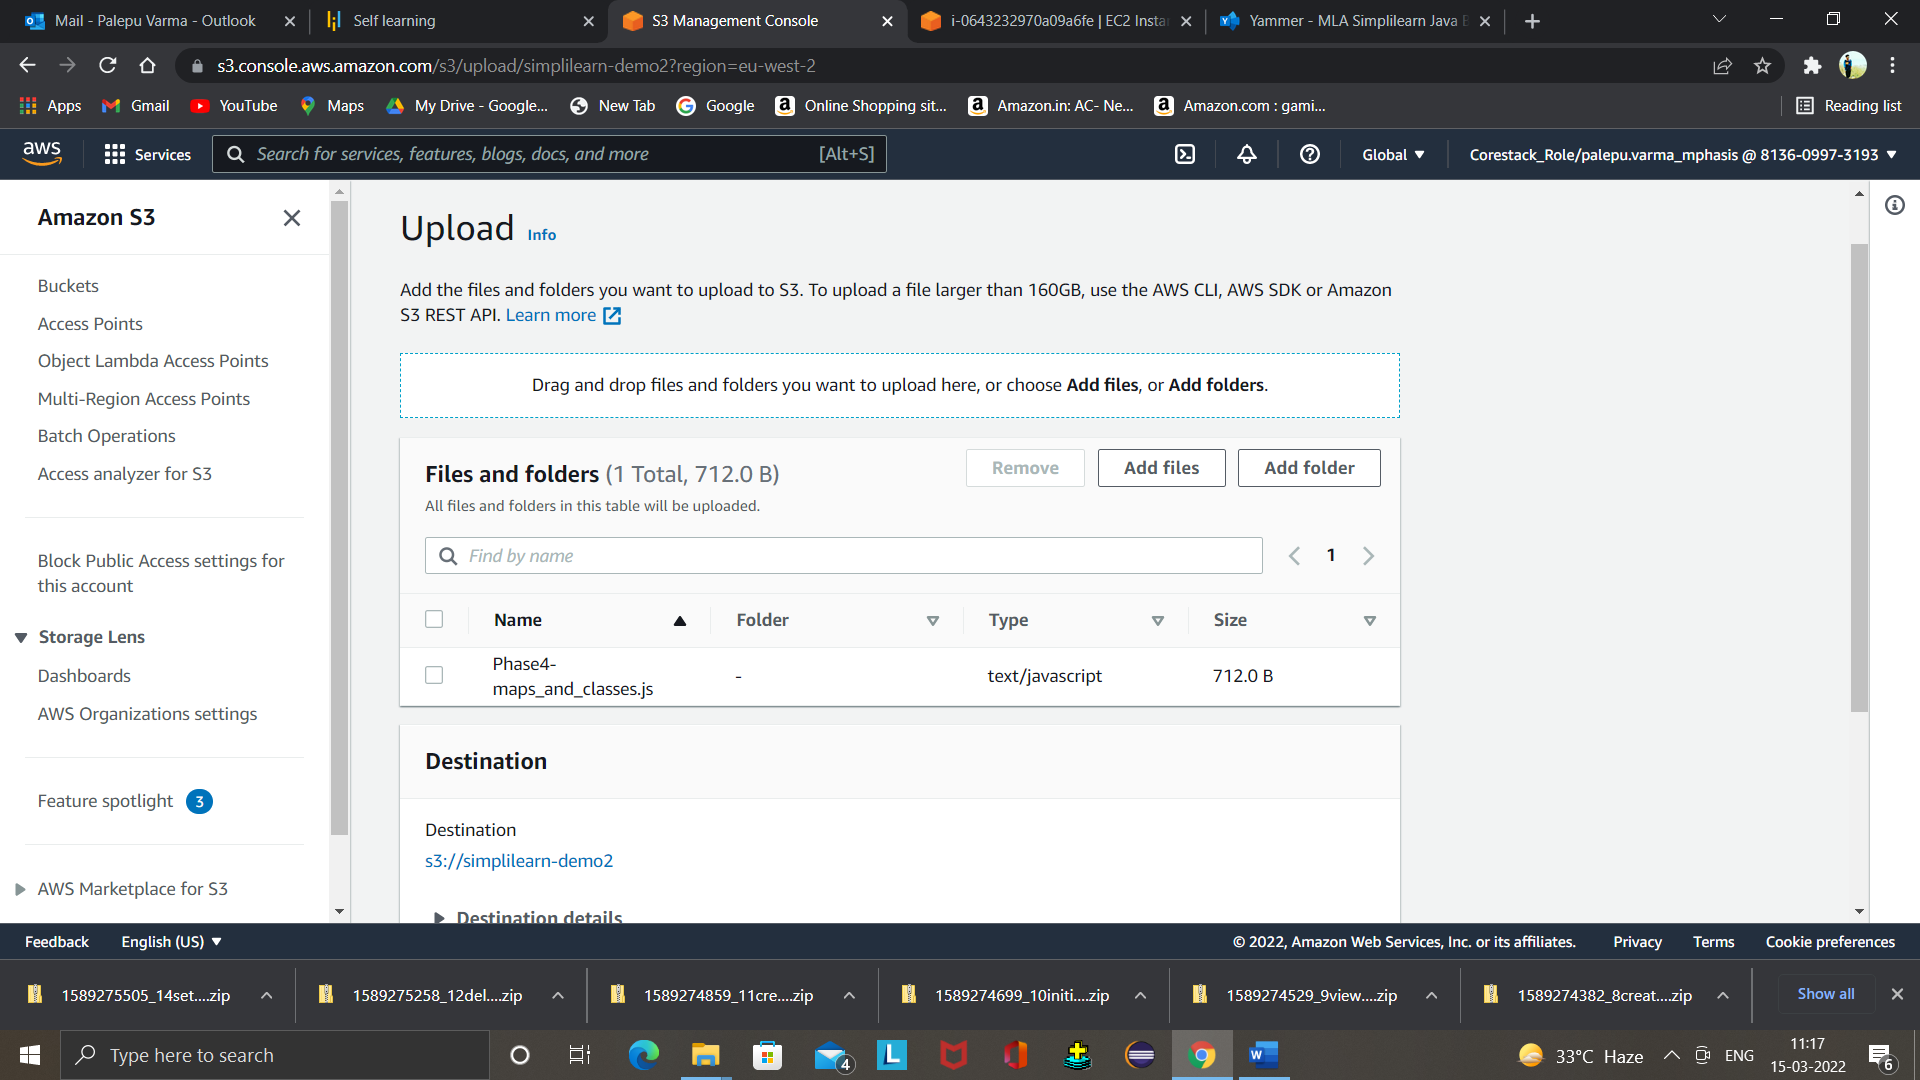 Mail - Palepu Varma - Outlook
Self learning
S3 Management Console
i-0643232970a09a6fe | EC2 Insta
Yammer - MLA Simplilearn Java B
s3.console.aws.amazon.com/s3/upload/simplilearn-demo2?region=eu-west-2
Apps
Gmail
YouTube
Maps
My Drive - Google...
New Tab
Google
Online Shopping sit...
Amazon.in: AC- Ne...
Amazon.com : gami...
Reading list
aws
Services
Search for services, features, blogs, docs, and more
[Alt+S]
Global
Corestack_Role/palepu.varma_mphasis @ 8136-0997-3193
Amazon S3
Buckets
Access Points
Object Lambda Access Points
Multi-Region Access Points
Batch Operations
Access analyzer for S3
Block Public Access settings for
this account
Storage Lens
Dashboards
AWS Organizations settings
Feature spotlight 3
AWS Marketplace for S3
Upload Info
Add the files and folders you want to upload to S3. To upload a file larger than 160GB, use the AWS CLI, AWS SDK or Amazon
S3 REST API. Learn more
Drag and drop files and folders you want to upload here, or choose Add files, or Add folders.
Files and folders (1 Total, 712.0 B)
Remove
Add files
Add folder
All files and folders in this table will be uploaded.
Find by name
1
Name
Folder
Type
Size
Phase4-
maps_and_classes.js
-
text/javascript
712.0 B
Destination
Destination
s3://simplilearn-demo2
Destination details
Feedback
English (US)
© 2022, Amazon Web Services, Inc. or its affiliates.
Privacy
Terms
Cookie preferences
1589275505_14set....zip
1589275258_12del....zip
1589274859_11cre....zip
1589274699_10initi....zip
1589274529_9view....zip
1589274382_8creat....zip
Show all
Type here to search
4
L
W
33°C Haze
ENG
11:17
15-03-2022
6